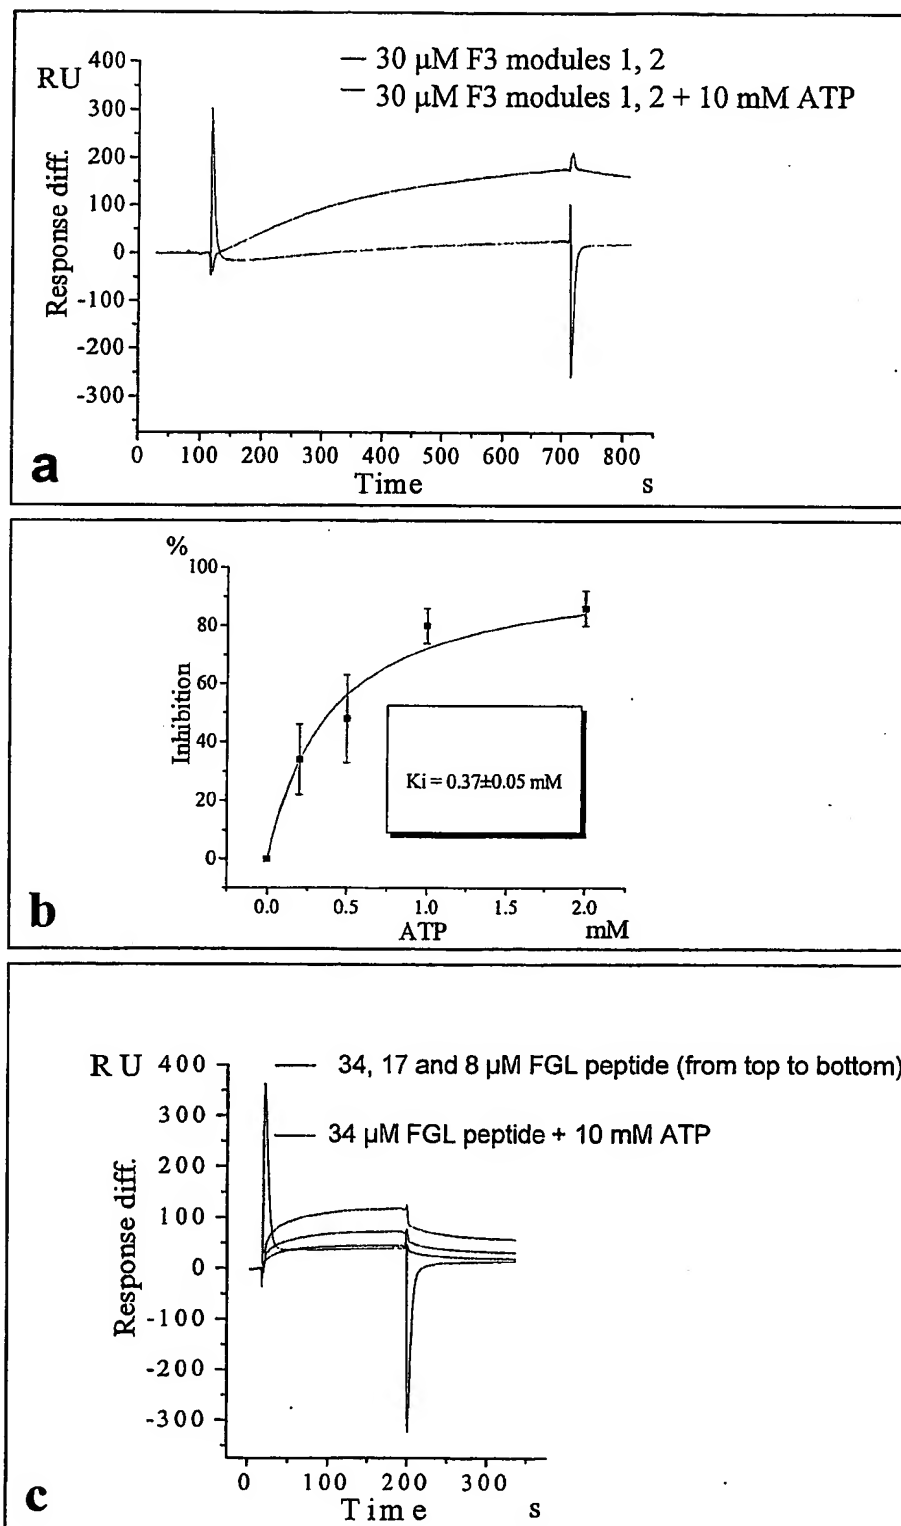 400
RU
— 30 µM F3 modules 1, 2
— 30 µM F3 modules 1, 2 + 10 mM ATP
300
200
100
0
-100
-200
-300
Response diff.
0 100 200 300 400 500 600 700 800
Time s
a
%
100
80
60
40
20
0
Inhibition
Ki = 0.37±0.05 mM
0.0 0.5 1.0 1.5 2.0
ATP mM
b
RU
400
— 34, 17 and 8 µM FGL peptide (from top to bottom)
300
— 34 µM FGL peptide + 10 mM ATP
200
100
0
-100
-200
-300
Response diff.
0 100 200 300
Time s
c